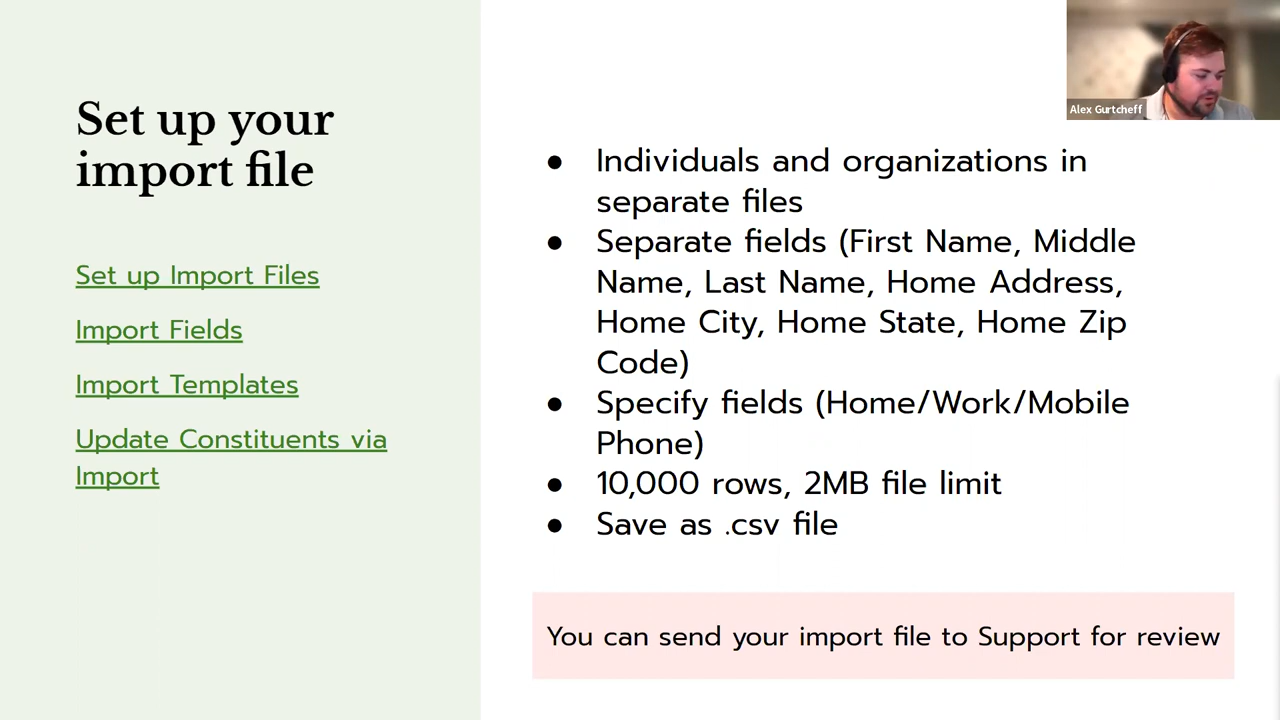 Set up your
import file
Set up Import Files
Import Fields
Import Templates
Update Constituents via
Import
Alex Gurtcheff
● Individuals and organizations in
separate files
● Separate fields (First Name, Middle
Name, Last Name, Home Address,
Home City, Home State, Home Zip
Code)
● Specify fields (Home/Work/Mobile
Phone)
● 10,000 rows, 2MB file limit
● Save as .csv file
You can send your import file to Support for review